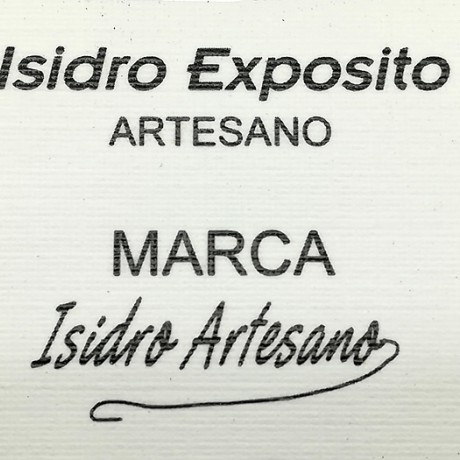 Isidro Exposito
ARTESANO
MARCA
Isidro Artesano